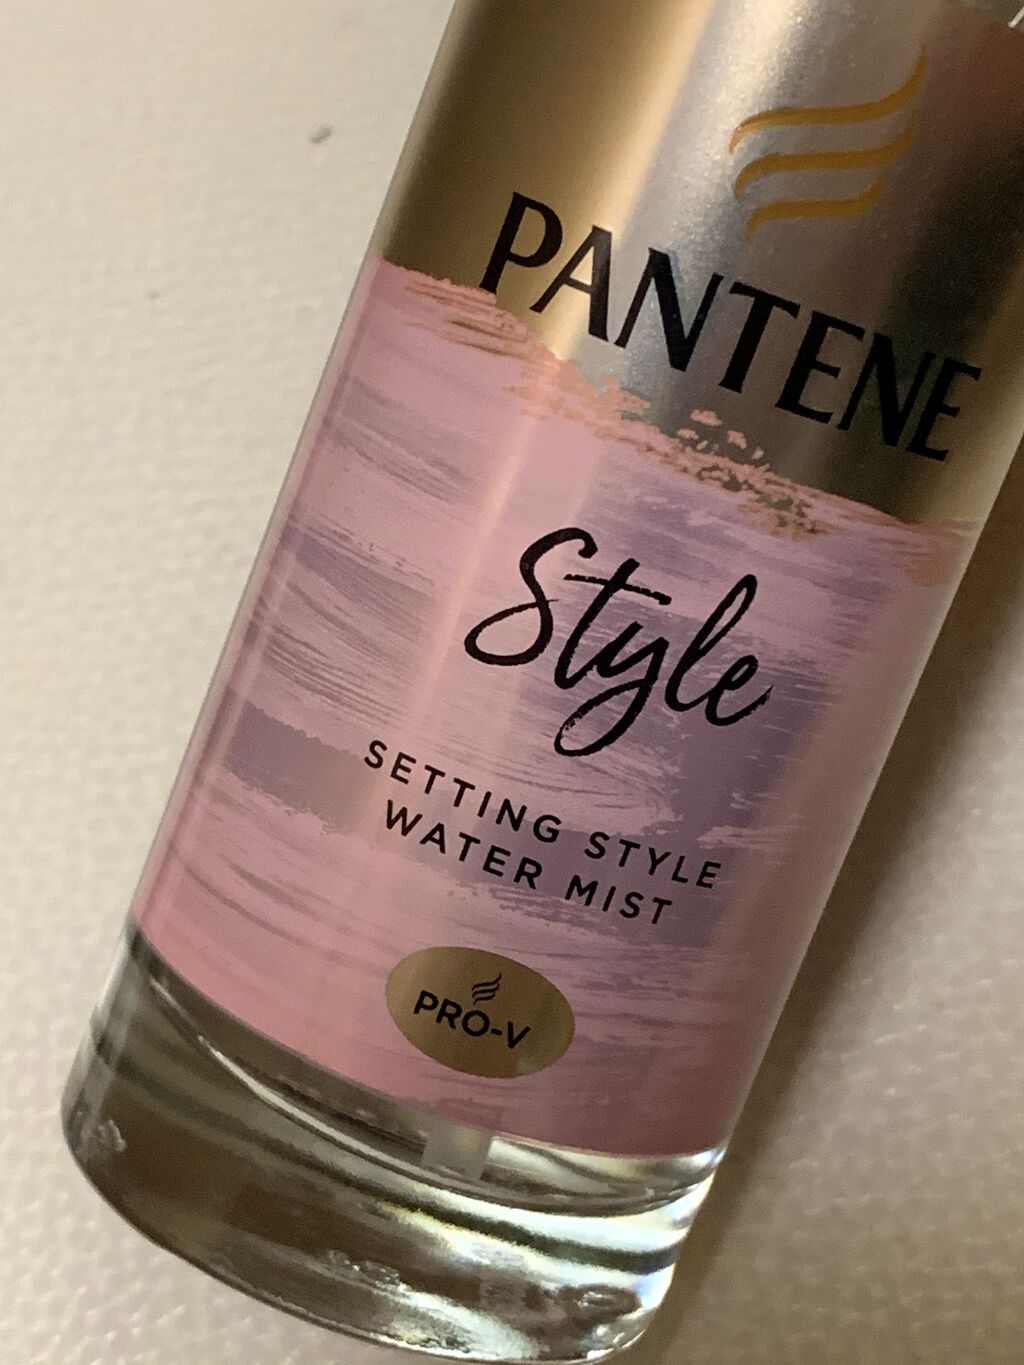 PANTENE
Style
SETTING STYLE
WATER MIST
PRO-V